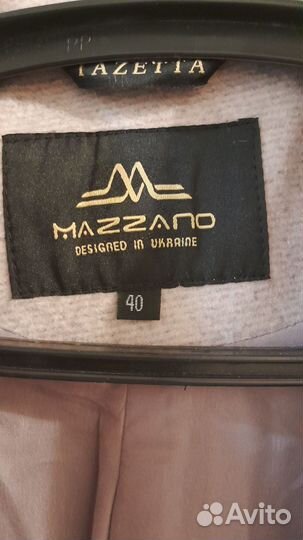 TAZETTA
MAZZANO
DESIGNED IN UKRAINE
40
Avito